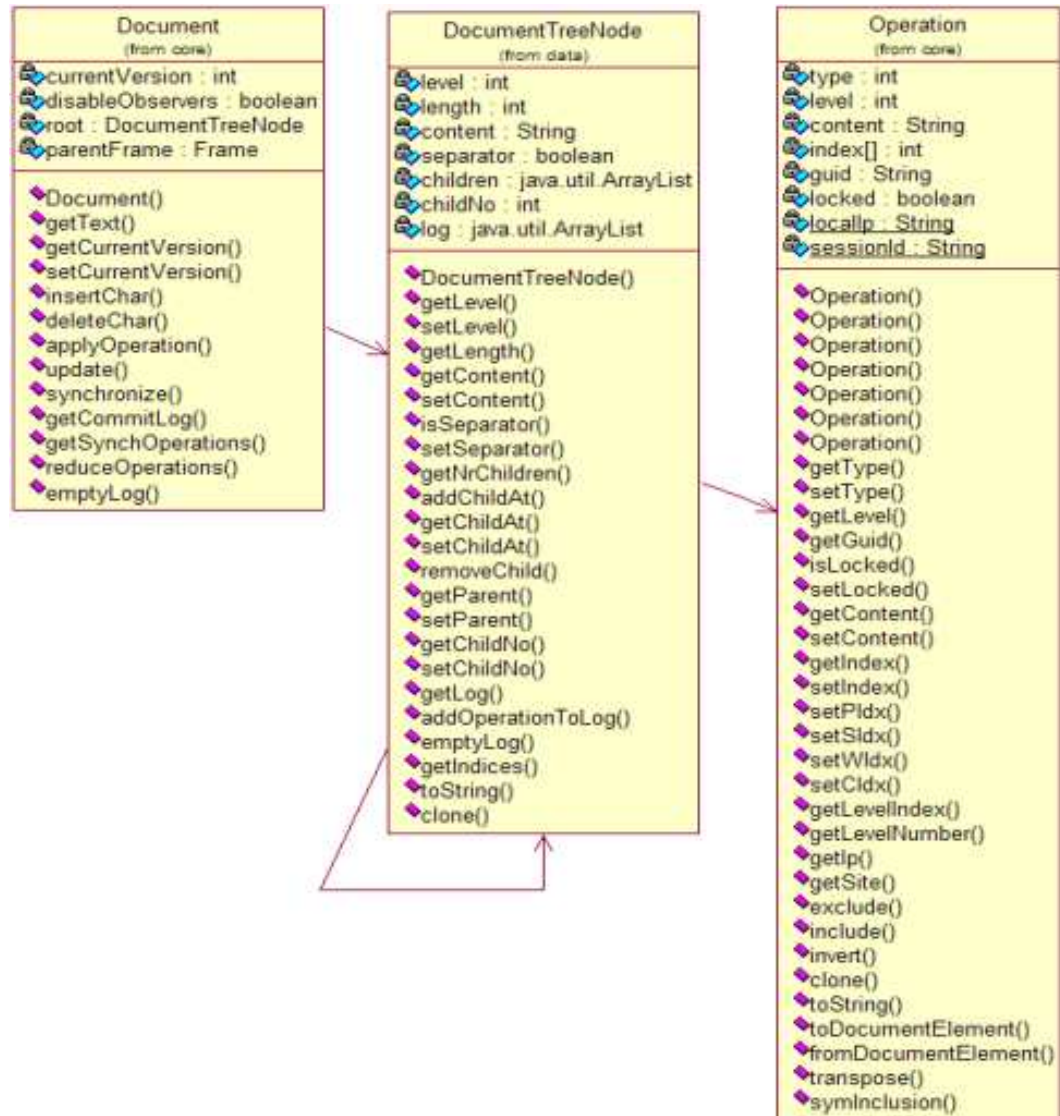 Document
(from core)
currentVersion : int
disableObservers : boolean
root : DocumentTreeNode
parentFrame : Frame
Document()
getText()
getCurrentVersion()
setCurrentVersion()
insertChar()
deleteChar()
applyOperation()
update()
synchronize()
getCommitLog()
getSynchOperations()
reduceOperations()
emptyLog()
DocumentTreeNode
(from data)
level : int
length : int
content : String
separator : boolean
children : java.util.ArrayList
childNo : int
log : java.util.ArrayList
DocumentTreeNode()
getLevel()
setLevel()
getLength()
getContent()
setContent()
isSeparator()
setSeparator()
getNrChildren()
addChildAt()
getChildAt()
setChildAt()
removeChild()
getParent()
setParent()
getChildNo()
setChildNo()
getLog()
addOperationToLog()
emptyLog()
getIndices()
toString()
clone()
Operation
(from core)
type : int
level : int
content : String
index[] : int
guid : String
locked : boolean
localIp : String
sessionId : String
Operation()
Operation()
Operation()
Operation()
Operation()
Operation()
Operation()
getType()
setType()
getLevel()
getGuid()
isLocked()
setLocked()
getContent()
setContent()
getIndex()
setIndex()
setPIdx()
setSIdx()
setWIdx()
setCIdx()
getLevelIndex()
getLevelNumber()
getIp()
getSite()
exclude()
include()
invert()
clone()
toString()
toDocumentElement()
fromDocumentElement()
transpose()
symInclusion()